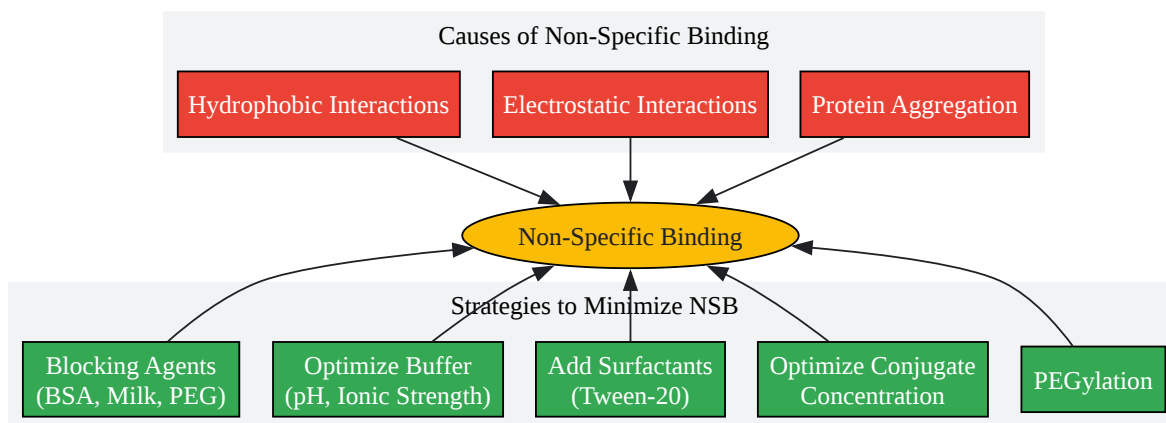 Causes of Non-Specific Binding
Hydrophobic Interactions
Electrostatic Interactions
Protein Aggregation
Non-Specific Binding
Strategies to Minimize NSB
Blocking Agents
(BSA, Milk, PEG)
Optimize Buffer
(pH, Ionic Strength)
Add Surfactants
(Tween-20)
Optimize Conjugate
Concentration
PEGylation